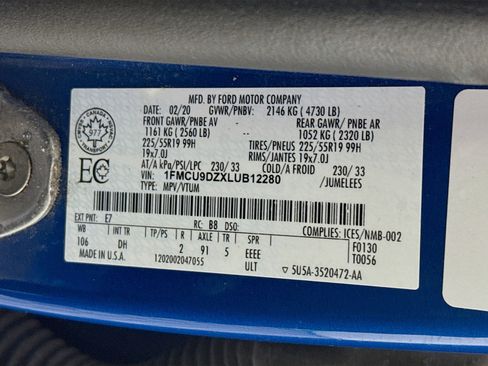 MFD. BY FORD MOTOR COMPANY
DATE: 02/20 GVWR/PNBV: 2146 KG ( 4730 LB)
FRONT GAWR/ PNBE AV REAR GAWR/ PNBE AR
1161 KG ( 2560 LB) 1052 KG ( 2320 LB)
225/55R19 99H TIRES/PNEUS 225/55R19 99H
19x7.0J RIMS/JANTES 19x7.0J
AT/A kPa/PSI/LPC 230/ 33 COLD/A FROID 230/ 33
VIN: 1FMCU9DZXLUB12280 /JUMELEES
TYPE: MPV/VTUM
CANADA
977
TRANSPORT
EC
EXT PNT: E7 RC: B8 DSO: COMPLIES: ICES/NMB-002
WB TP/PS R AXLE TR SPR F0130
106 DH 2 91 5 EEEE T0056
MADE IN U.S.A. 1202002047055 ULT 5U5A-3520472-AA